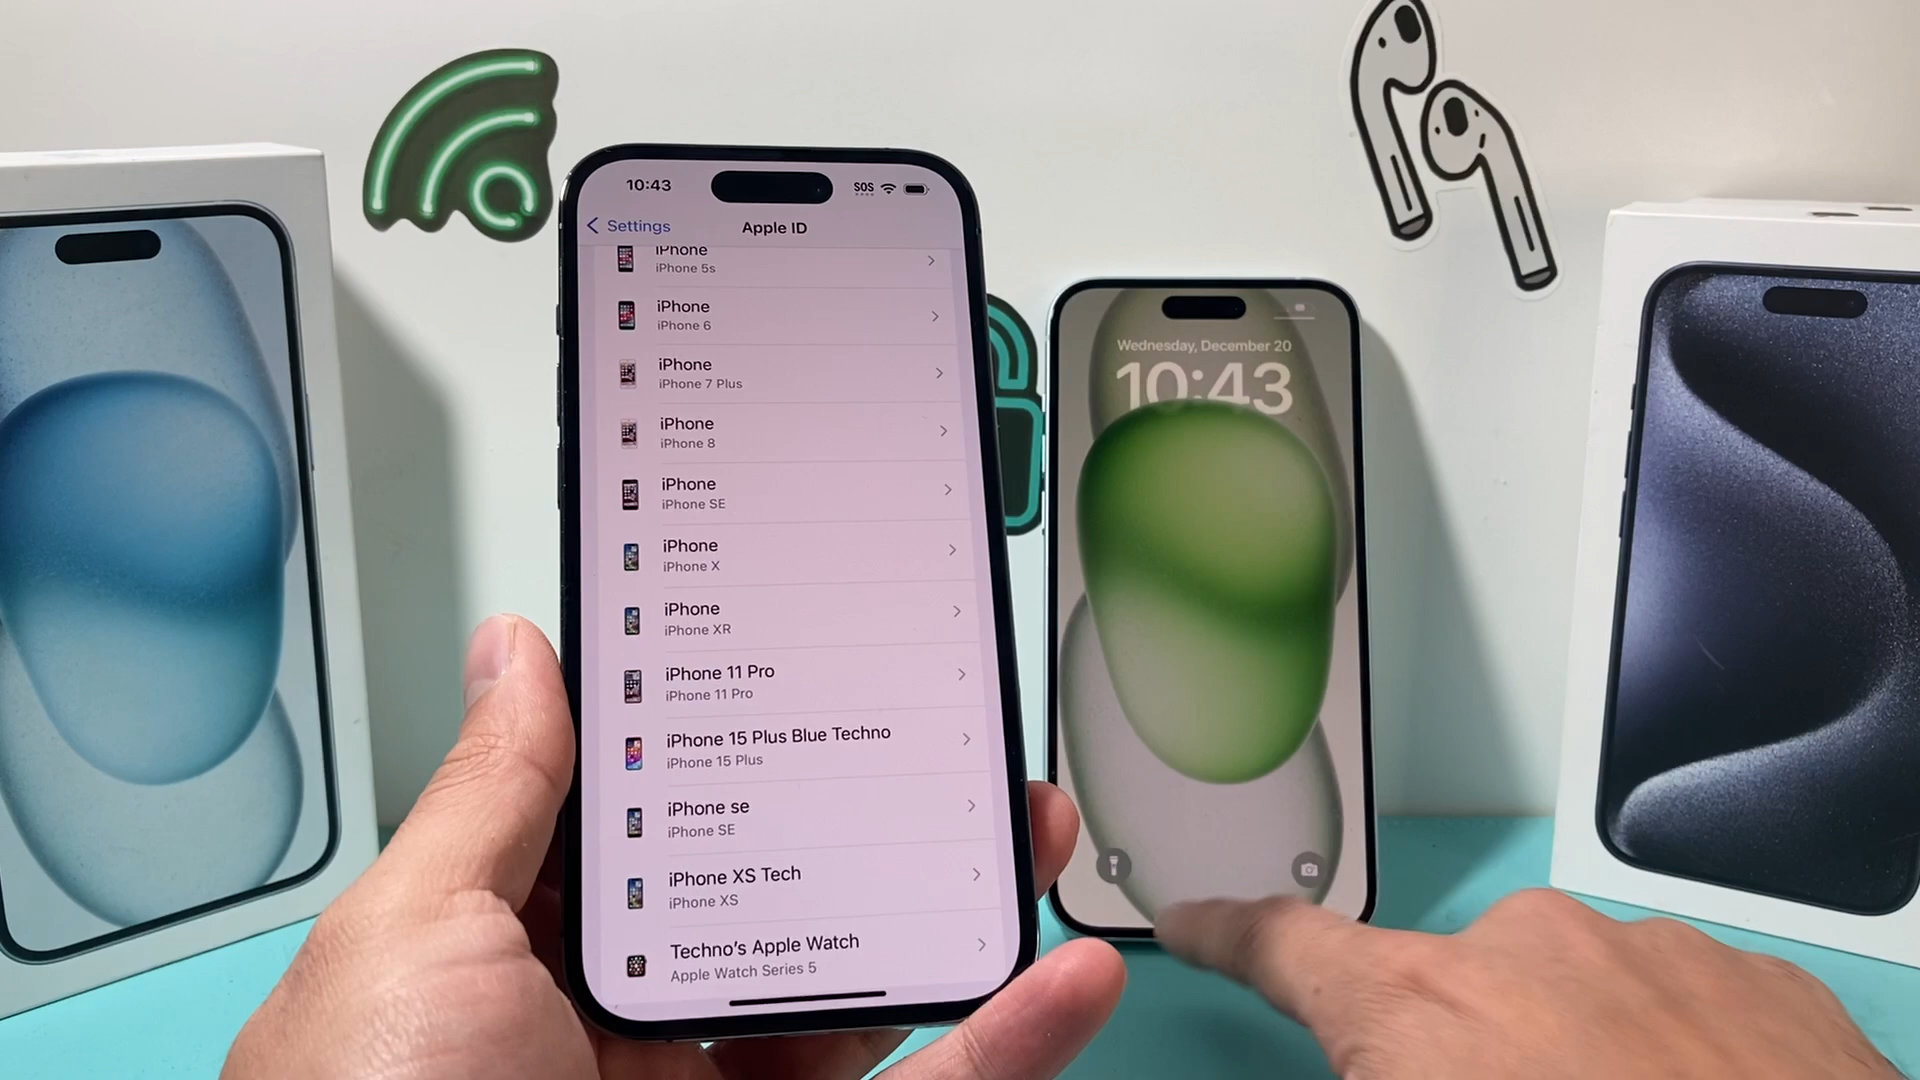 10:43
SOS
Settings
Apple ID
iPhone
iPhone 5s
iPhone
iPhone 6
iPhone
iPhone 7 Plus
iPhone
iPhone 8
iPhone
iPhone SE
iPhone
iPhone X
iPhone
iPhone XR
iPhone 11 Pro
iPhone 11 Pro
iPhone 15 Plus Blue Techno
iPhone 15 Plus
iPhone se
iPhone SE
iPhone XS Tech
iPhone XS
Techno's Apple Watch
Apple Watch Series 5
Wednesday, December 20
10:43